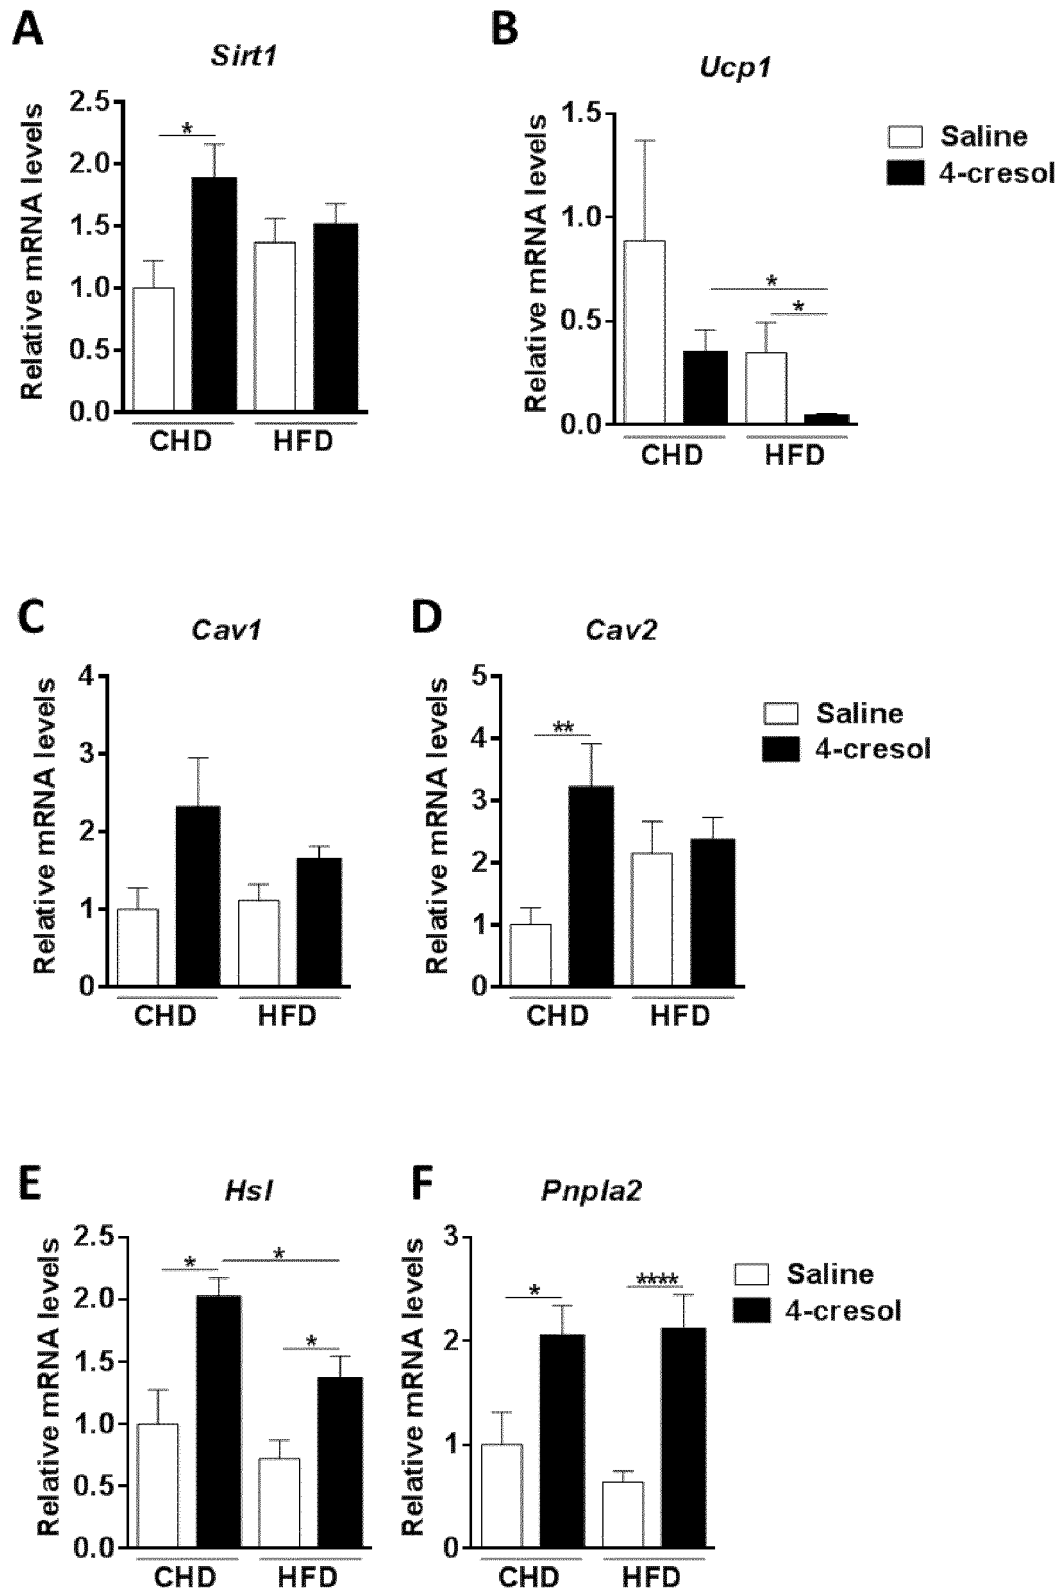 A
Sirt1
Relative mRNA levels
2.5
2.0
1.5
1.0
0.5
0.0
*
CHD
HFD
B
Ucp1
Relative mRNA levels
1.5
1.0
0.5
0.0
*
*
CHD
HFD
Saline
4-cresol
C
Cav1
Relative mRNA levels
4
3
2
1
0
CHD
HFD
D
Cav2
Relative mRNA levels
5
4
3
2
1
0
**
CHD
HFD
Saline
4-cresol
E
Hsl
Relative mRNA levels
2.5
2.0
1.5
1.0
0.5
0.0
*
*
*
CHD
HFD
F
Pnpla2
Relative mRNA levels
3
2
1
0
*
****
CHD
HFD
Saline
4-cresol